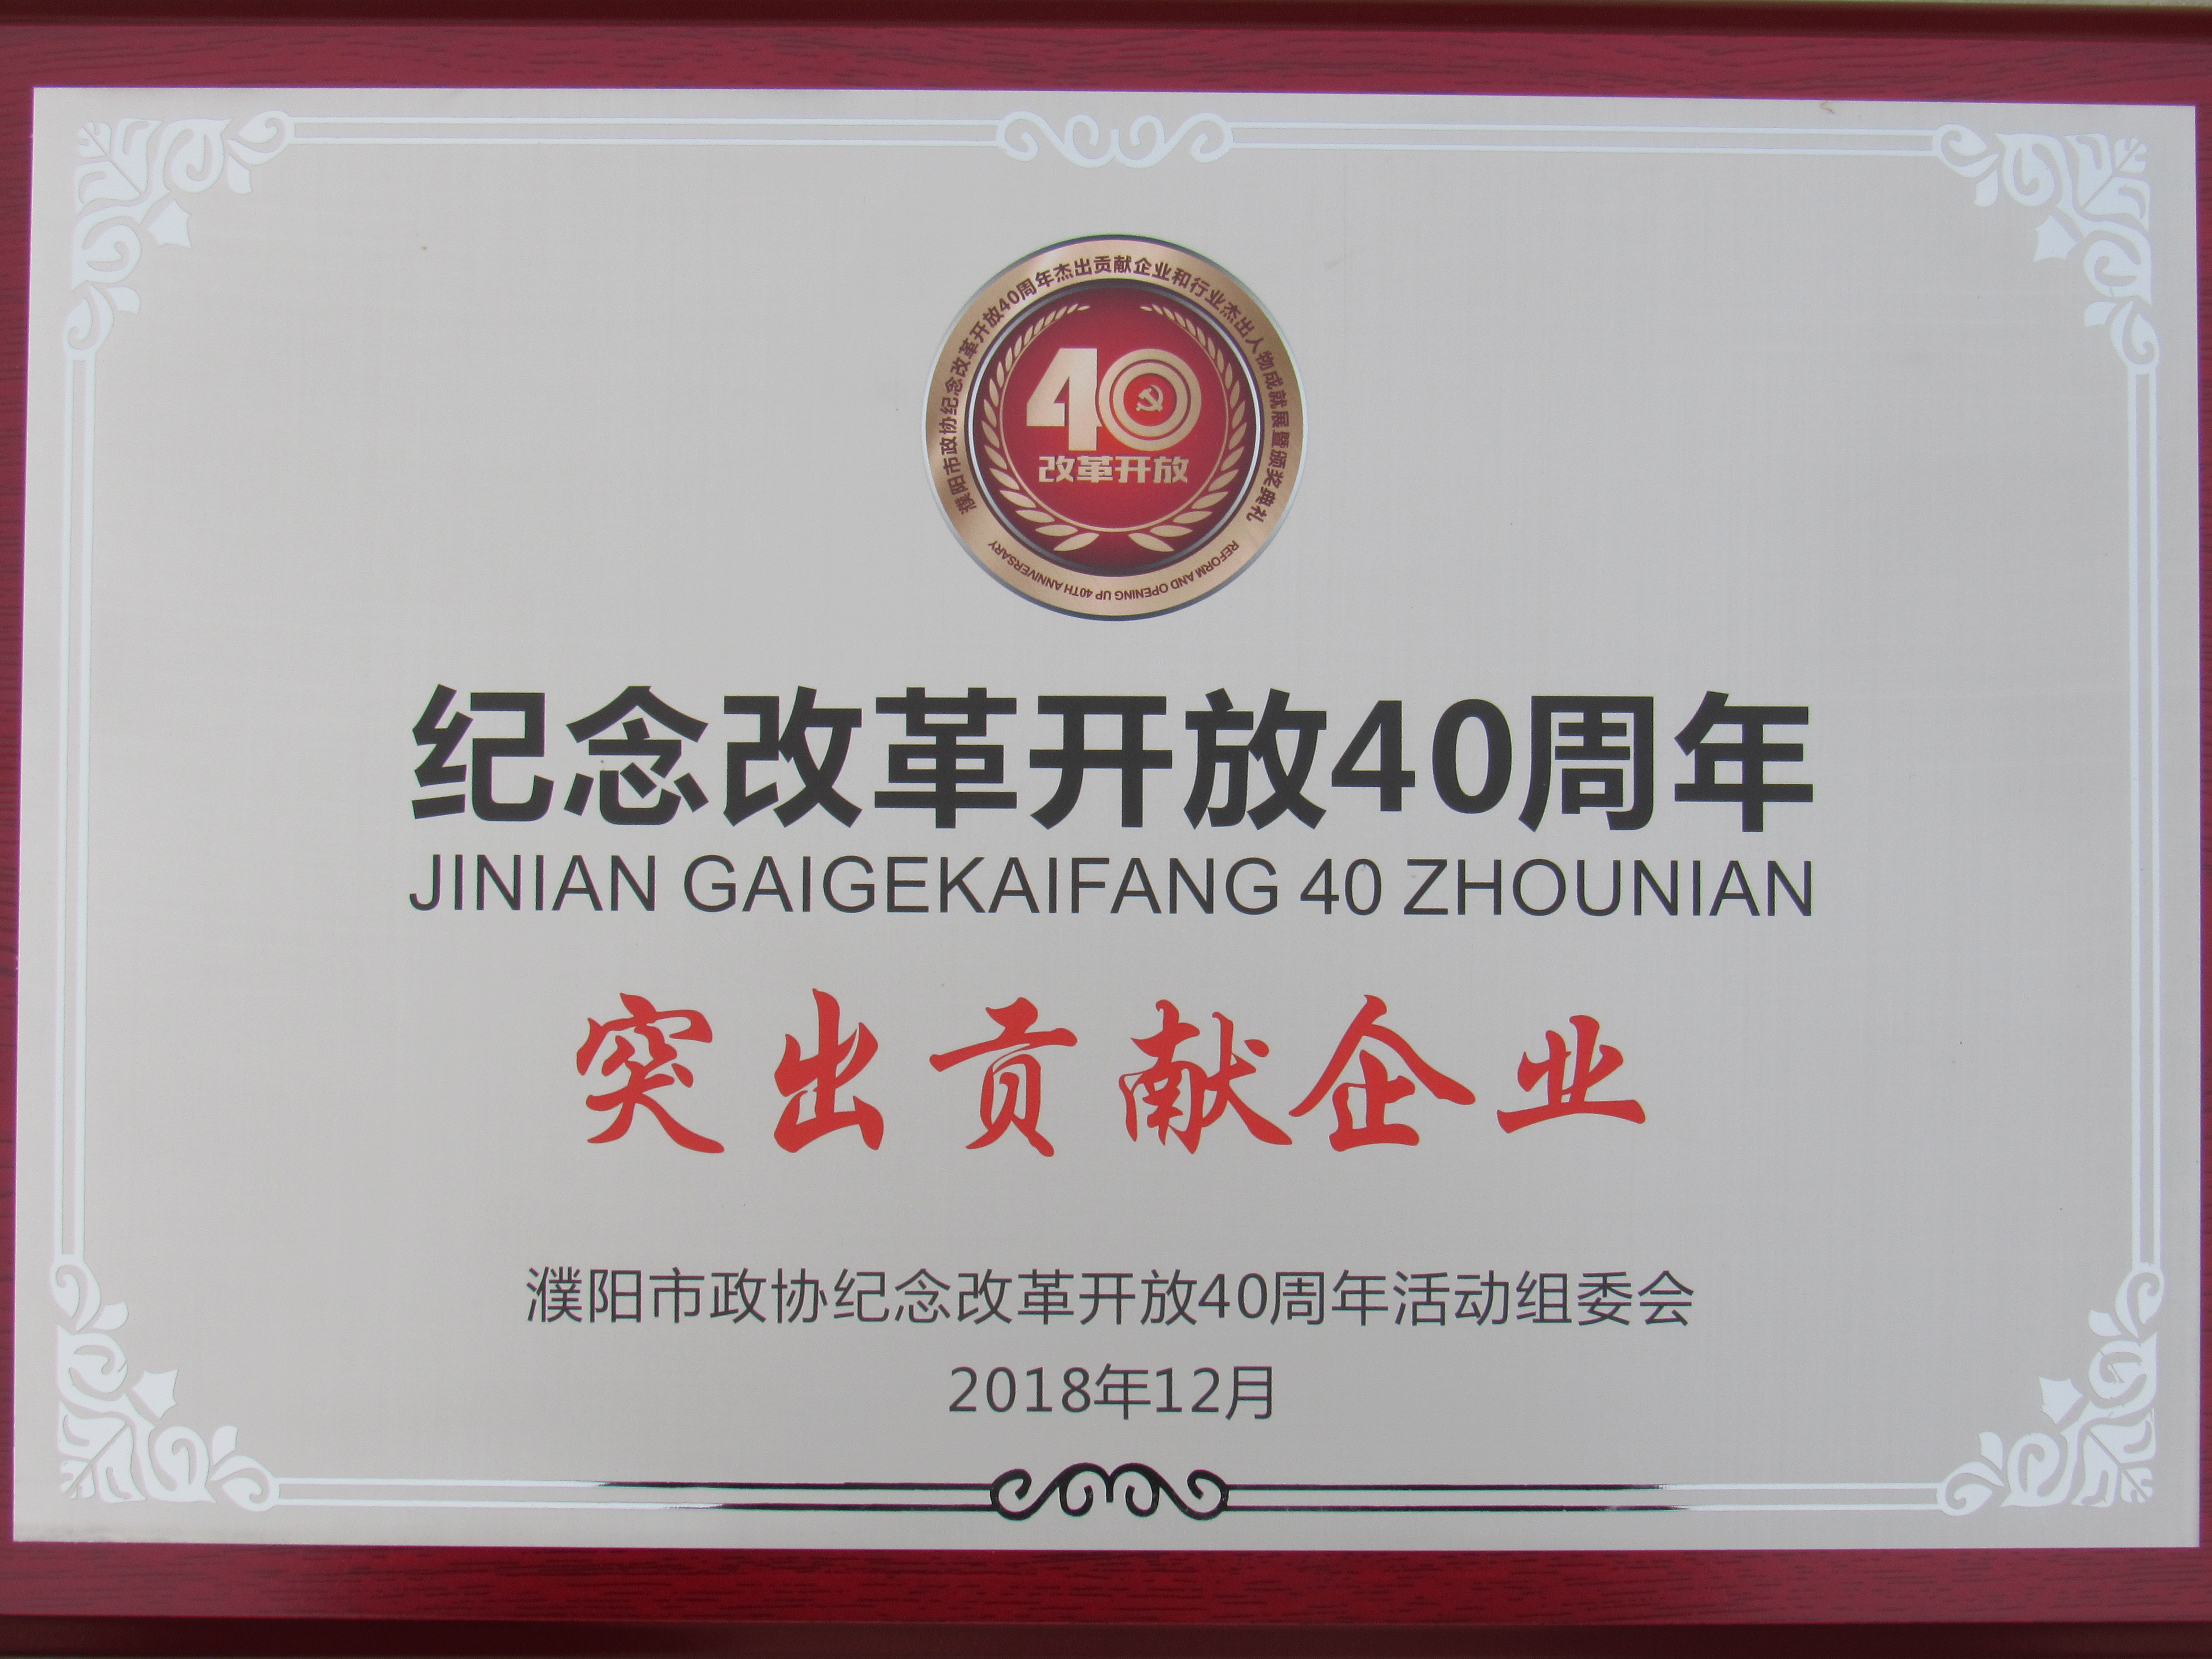 濮阳市政协纪念改革开放40周年杰出贡献企业和行业杰出人物成就展暨颁奖典礼
40
改革开放
REFORM AND OPENING UP 40TH ANNIVERSARY
纪念改革开放40周年
JINIAN GAIGEKAIFANG 40 ZHOUNIAN
突出贡献企业
濮阳市政协纪念改革开放40周年活动组委会
2018年12月